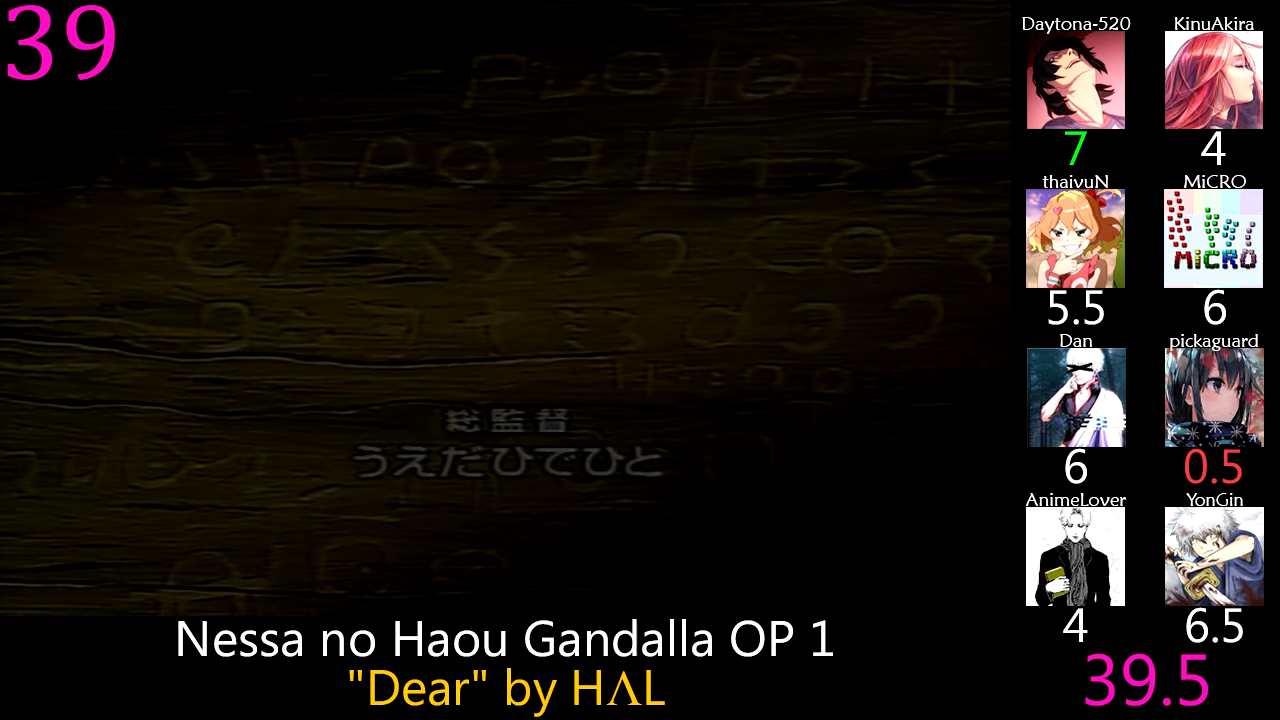 39
Daytona-520
KinuAkira
7
4
thaivuN
MiCRO
MiCRO
5.5
6
Dan
pickaguard
6
0.5
AnimeLover
YonGin
4
6.5
39.5
総監督
うえだひでひと
Nessa no Haou Gandalla OP 1
"Dear" by HΛL